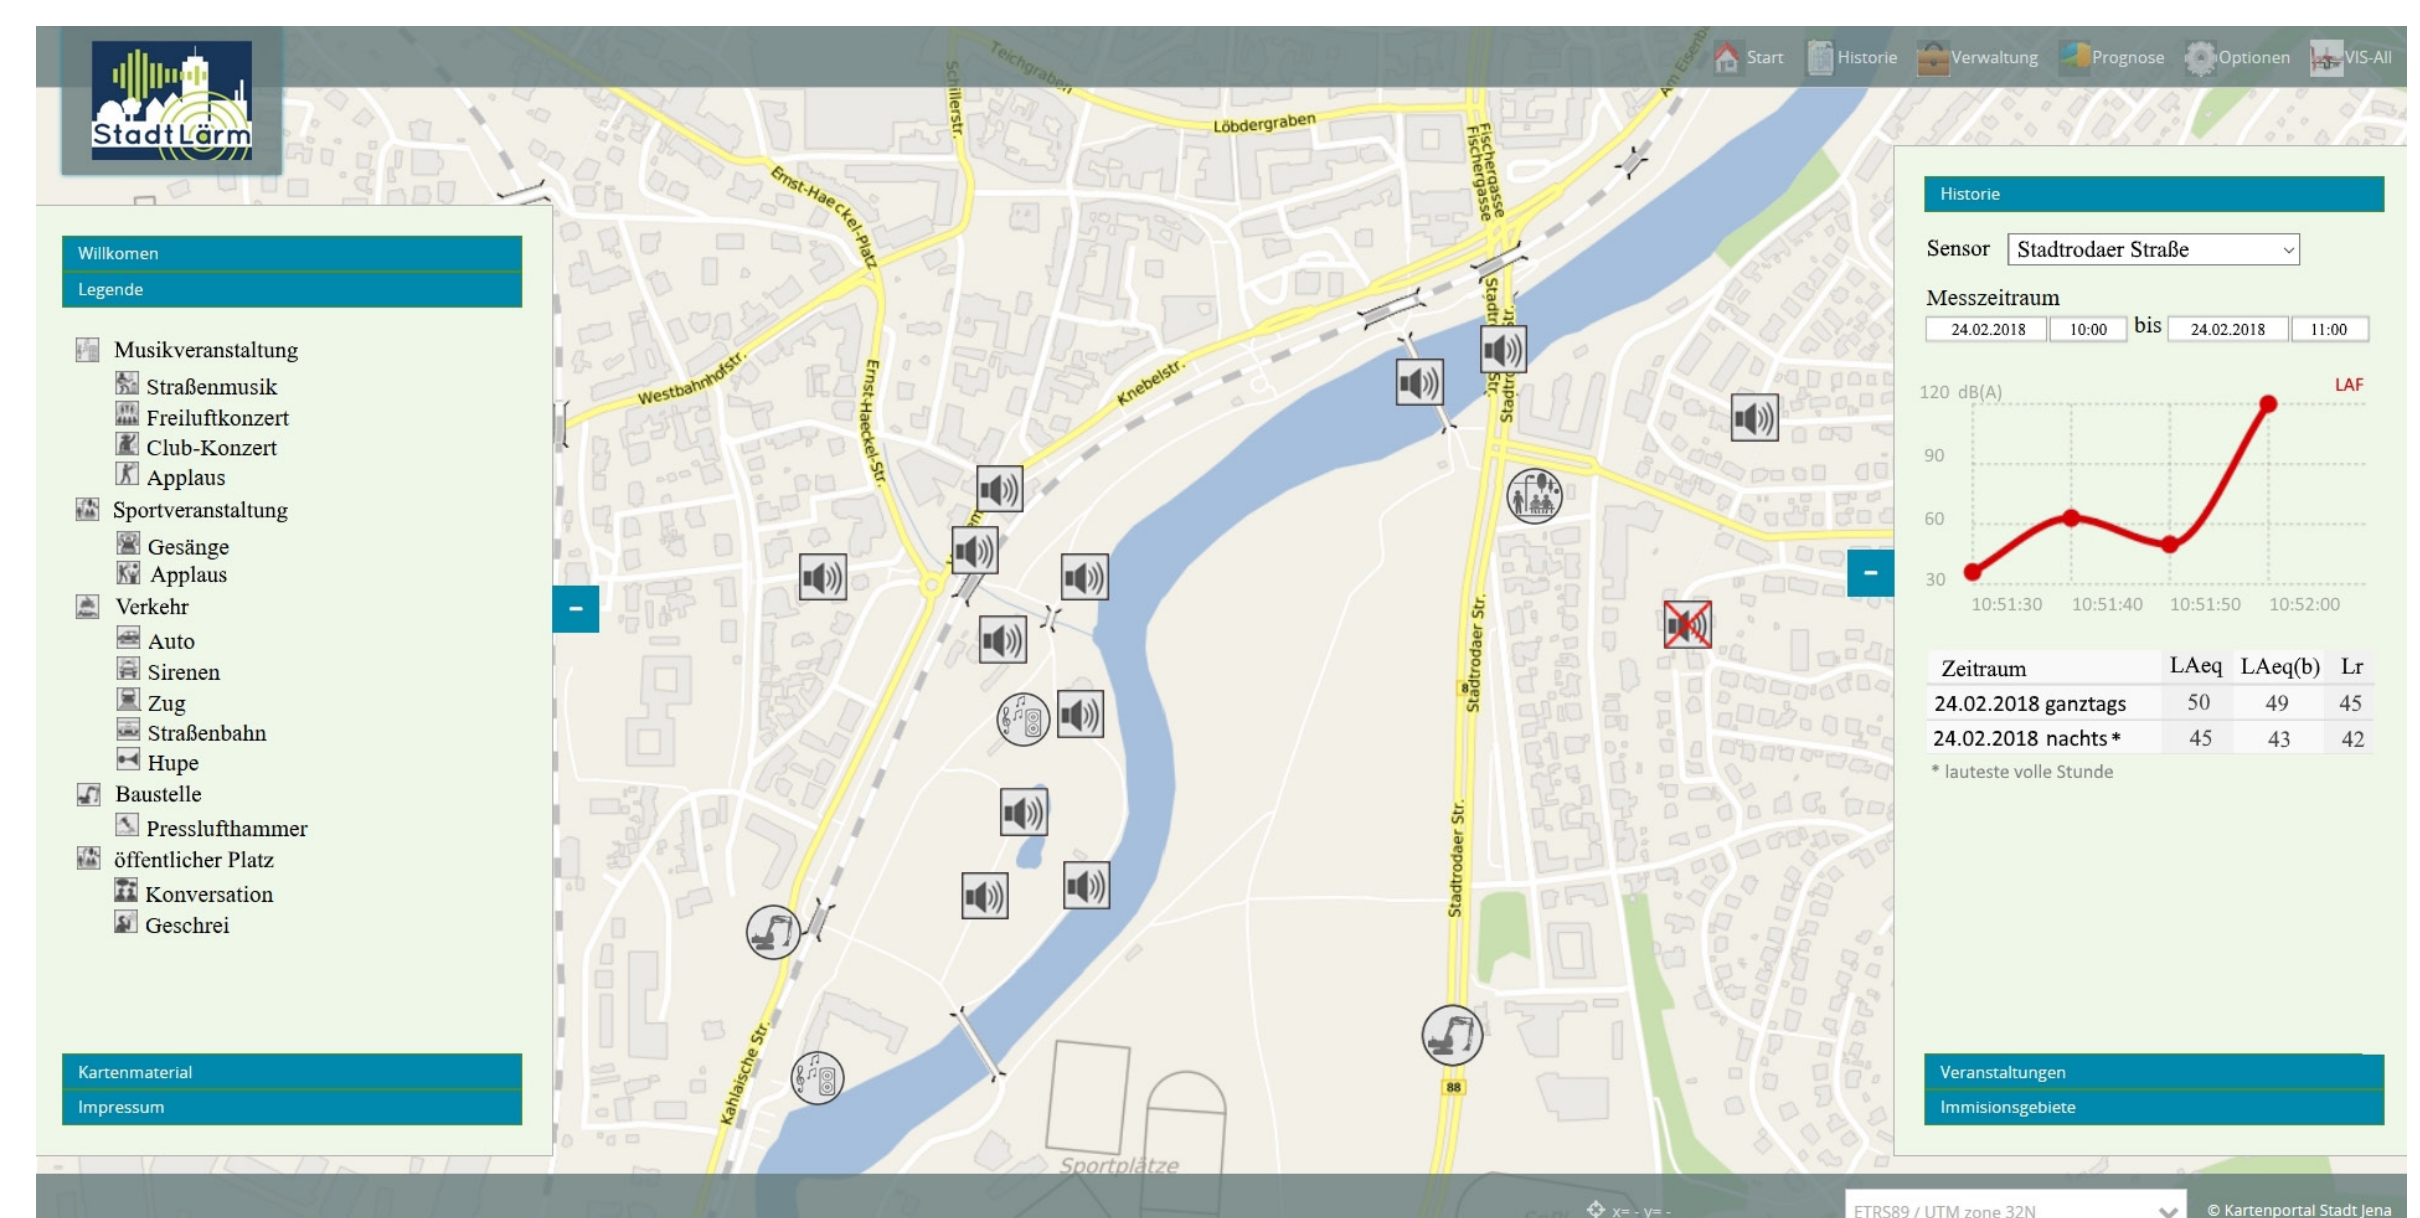 StadtLärm
Start
Historie
Verwaltung
Prognose
Optionen
VIS-All
Willkomen
Legende
Musikveranstaltung
Straßenmusik
Freiluftkonzert
Club-Konzert
Applaus
Sportveranstaltung
Gesänge
Applaus
Verkehr
Auto
Sirenen
Zug
Straßenbahn
Hupe
Baustelle
Presslufthammer
öffentlicher Platz
Konversation
Geschrei
Kartenmaterial
Impressum
Teichgraben
Schillerstr.
Löbdergraben
Am Eisenb
Fischergasse
Fischergasse
Ernst-Haeckel-Platz
Westbahnhofstr.
Ernst-Haeckel-Str.
Knebelstr.
Stadtrodaer Str.
Stadtrodaer Str.
88
Kahlaische Str.
Sportplätze
Historie
Sensor Stadtrodaer Straße
Messzeitraum
24.02.2018 10:00 bis 24.02.2018 11:00
120 dB(A) LAF
90
60
30
10:51:30 10:51:40 10:51:50 10:52:00
Zeitraum LAeq LAeq(b) Lr
24.02.2018 ganztags 50 49 45
24.02.2018 nachts * 45 43 42
* lauteste volle Stunde
Veranstaltungen
Immisionsgebiete
x= - y= -
ETRS89 / UTM zone 32N
© Kartenportal Stadt Jena